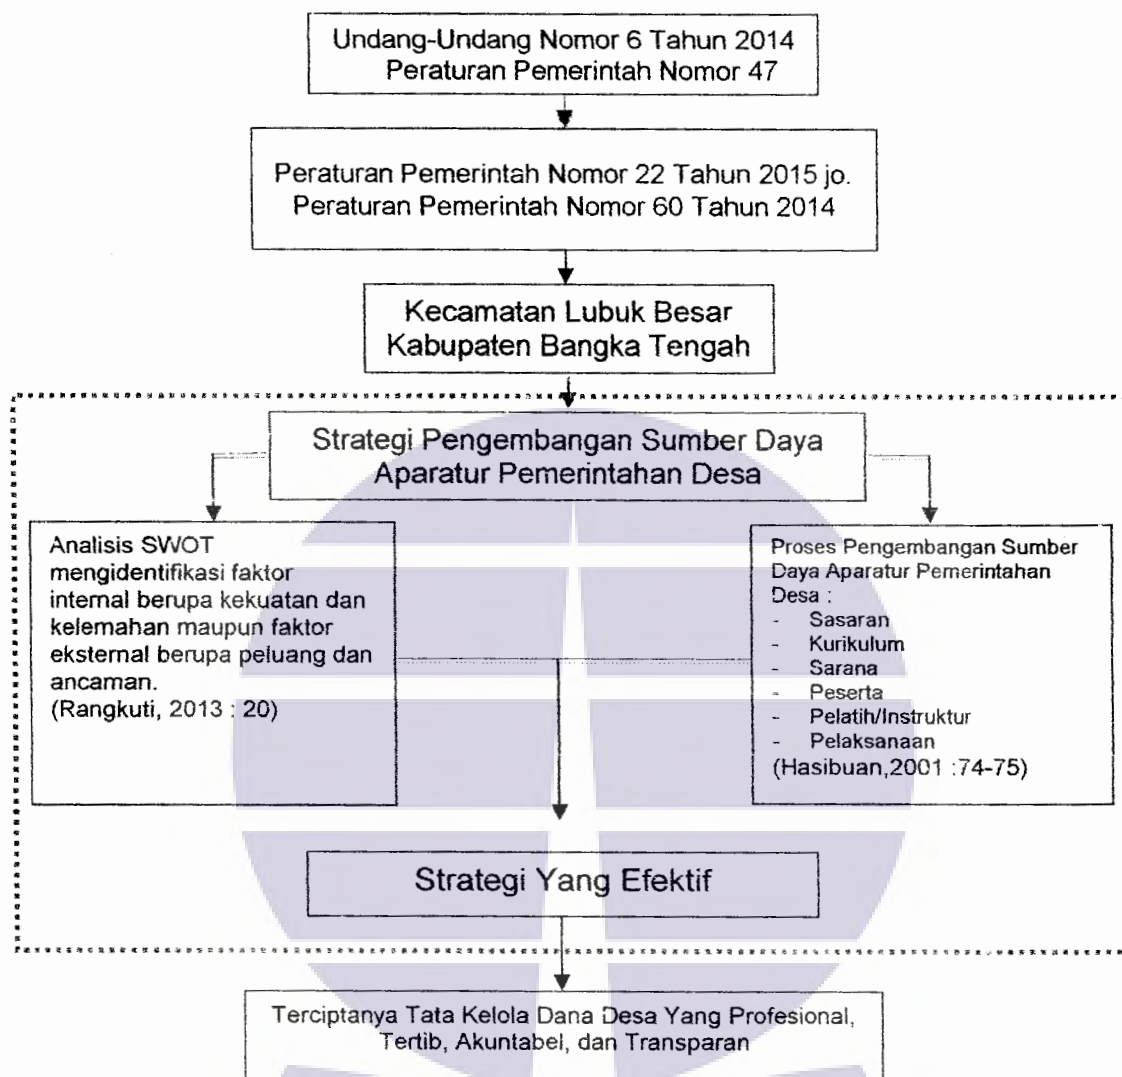 Undang-Undang Nomor 6 Tahun 2014
Peraturan Pemerintah Nomor 47
Peraturan Pemerintah Nomor 22 Tahun 2015 jo.
Peraturan Pemerintah Nomor 60 Tahun 2014
Kecamatan Lubuk Besar
Kabupaten Bangka Tengah
Strategi Pengembangan Sumber Daya
Aparatur Pemerintahan Desa
Analisis SWOT
mengidentifikasi faktor
internal berupa kekuatan dan
kelemahan maupun faktor
eksternal berupa peluang dan
ancaman.
(Rangkuti, 2013 : 20)
Proses Pengembangan Sumber
Daya Aparatur Pemerintahan
Desa :
- Sasaran
- Kurikulum
- Sarana
- Peserta
- Pelatih/Instruktur
- Pelaksanaan
(Hasibuan,2001 :74-75)
Strategi Yang Efektif
Terciptanya Tata Kelola Dana Desa Yang Profesional,
Tertib, Akuntabel, dan Transparan